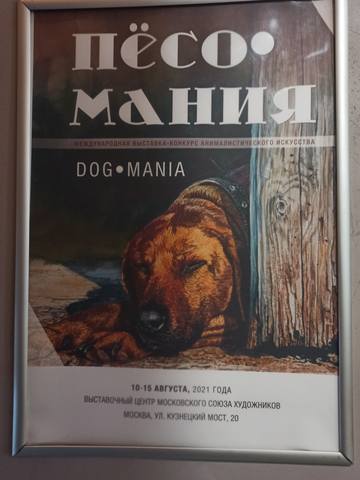 ПЁСО•
МАНИЯ
МЕЖДУНАРОДНАЯ ВЫСТАВКА-КОНКУРС АНИМАЛИСТИЧЕСКОГО ИСКУССТВА
DOG•MANIA
10-15 АВГУСТА, 2021 ГОДА
ВЫСТАВОЧНЫЙ ЦЕНТР МОСКОВСКОГО СОЮЗА ХУДОЖНИКОВ
МОСКВА, УЛ. КУЗНЕЦКИЙ МОСТ, 20